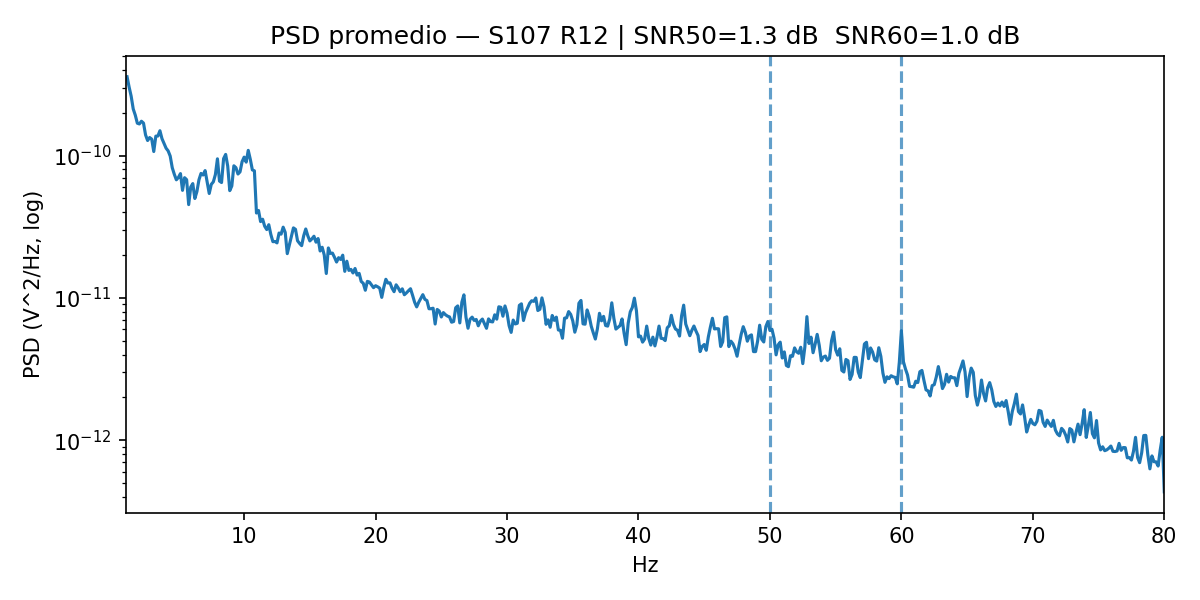 PSD promedio — S107 R12 | SNR50=1.3 dB  SNR60=1.0 dB
PSD (V^2/Hz, log)
10⁻¹⁰
10⁻¹¹
10⁻¹²
10 20 30 40 50 60 70 80
Hz